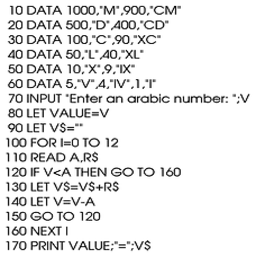 10 DATA 1000,"M",900,"CM"
20 DATA 500,"D",400,"CD"
30 DATA 100,"C",90,"XC"
40 DATA 50,"L",40,"XL"
50 DATA 10,"X",9,"IX"
60 DATA 5,"V",4,"IV",1,"I"
70 INPUT "Enter an arabic number: ";V
80 LET VALUE=V
90 LET V$=""
100 FOR I=0 TO 12
110 READ A,R$
120 IF V<A THEN GO TO 160
130 LET V$=V$+R$
140 LET V=V-A
150 GO TO 120
160 NEXT I
170 PRINT VALUE;"=";V$